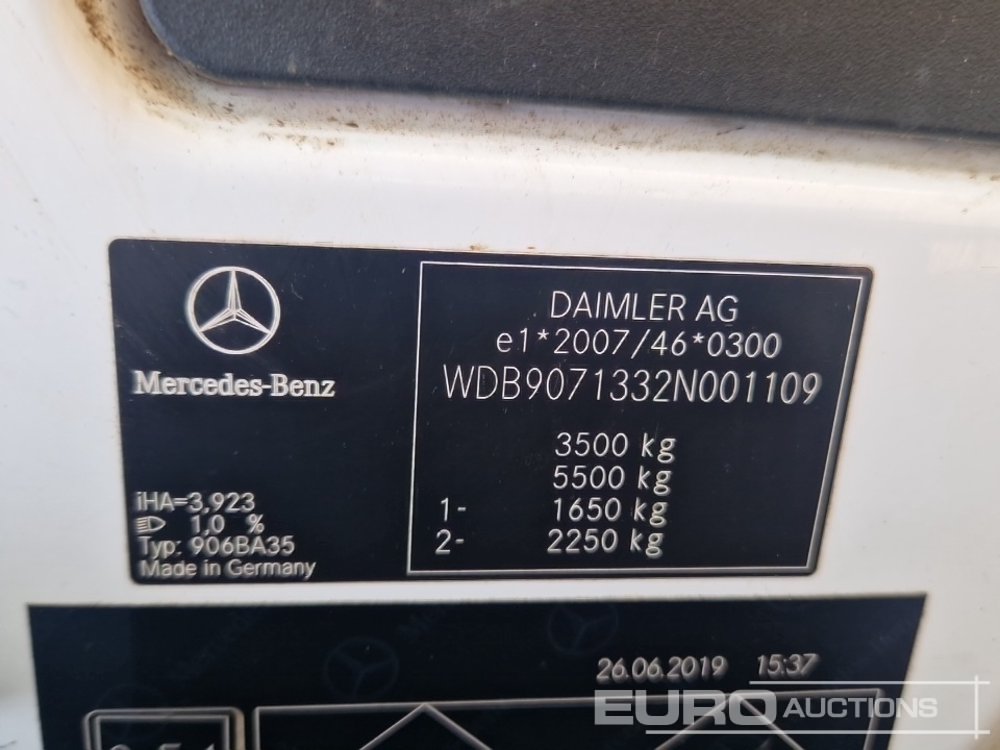 Mercedes-Benz
iHA=3,923
1,0 %
Typ: 906BA35
Made in Germany
DAIMLER AG
e1*2007/46*0300
WDB9071332N001109
3500 kg
5500 kg
1- 1650 kg
2- 2250 kg
26.06.2019 15:37
EURO AUCTIONS